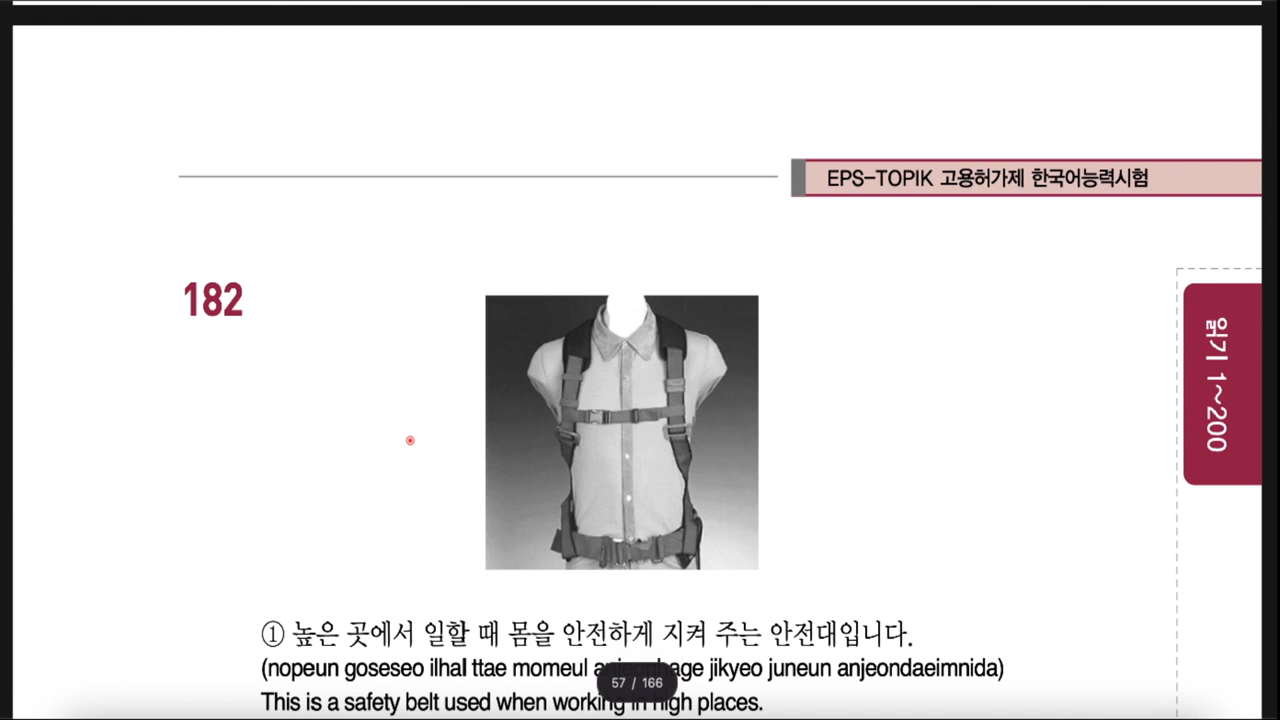 EPS-TOPIK 고용허가제 한국어능력시험
182
읽기 1~200
① 높은 곳에서 일할 때 몸을 안전하게 지켜 주는 안전대입니다.
(nopeun goseseo ilhal ttae momeul anjeonhage jikyeo juneun anjeondaeimnida)
This is a safety belt used when working in high places.
57 / 166